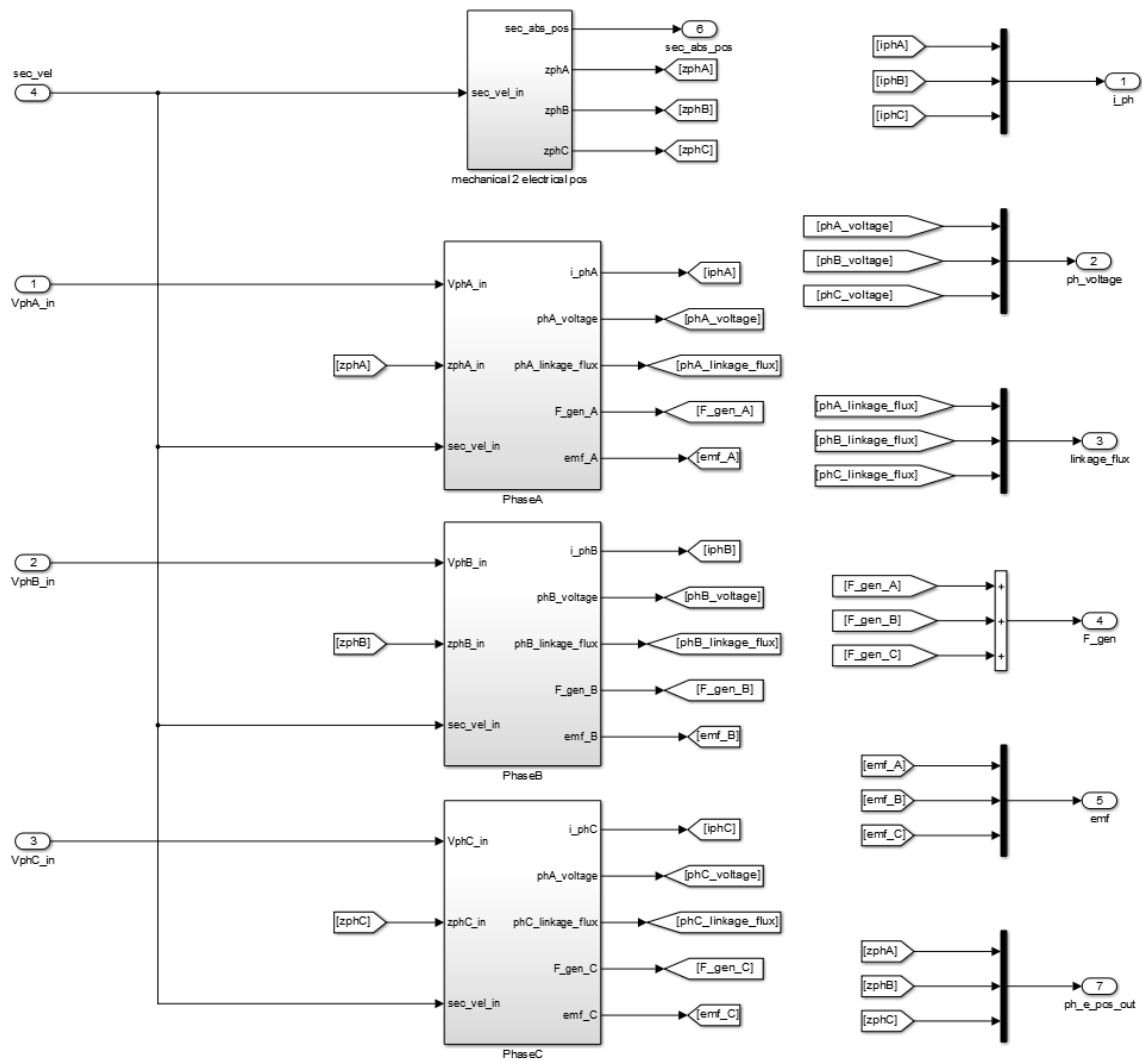 sec_vel
4
sec_vel_in
sec_abs_pos
zphA
zphB
zphC
mechanical 2 electrical pos
6
sec_abs_pos
[zphA]
[zphB]
[zphC]
[iphA]
[iphB]
[iphC]
1
i_ph
1
VphA_in
[zphA]
VphA_in
zphA_in
sec_vel_in
i_phA
phA_voltage
phA_linkage_flux
F_gen_A
emf_A
PhaseA
[iphA]
[phA_voltage]
[phA_linkage_flux]
[F_gen_A]
[emf_A]
[phA_voltage]
[phB_voltage]
[phC_voltage]
2
ph_voltage
[phA_linkage_flux]
[phB_linkage_flux]
[phC_linkage_flux]
3
linkage_flux
2
VphB_in
[zphB]
VphB_in
zphB_in
sec_vel_in
i_phB
phB_voltage
phB_linkage_flux
F_gen_B
emf_B
PhaseB
[iphB]
[phB_voltage]
[phB_linkage_flux]
[F_gen_B]
[emf_B]
[F_gen_A]
[F_gen_B]
[F_gen_C]
+
+
+
4
F_gen
[emf_A]
[emf_B]
[emf_C]
5
emf
3
VphC_in
[zphC]
VphC_in
zphC_in
sec_vel_in
i_phC
phA_voltage
phC_linkage_flux
F_gen_C
emf_C
PhaseC
[iphC]
[phC_voltage]
[phC_linkage_flux]
[F_gen_C]
[emf_C]
[zphA]
[zphB]
[zphC]
7
ph_e_pos_out